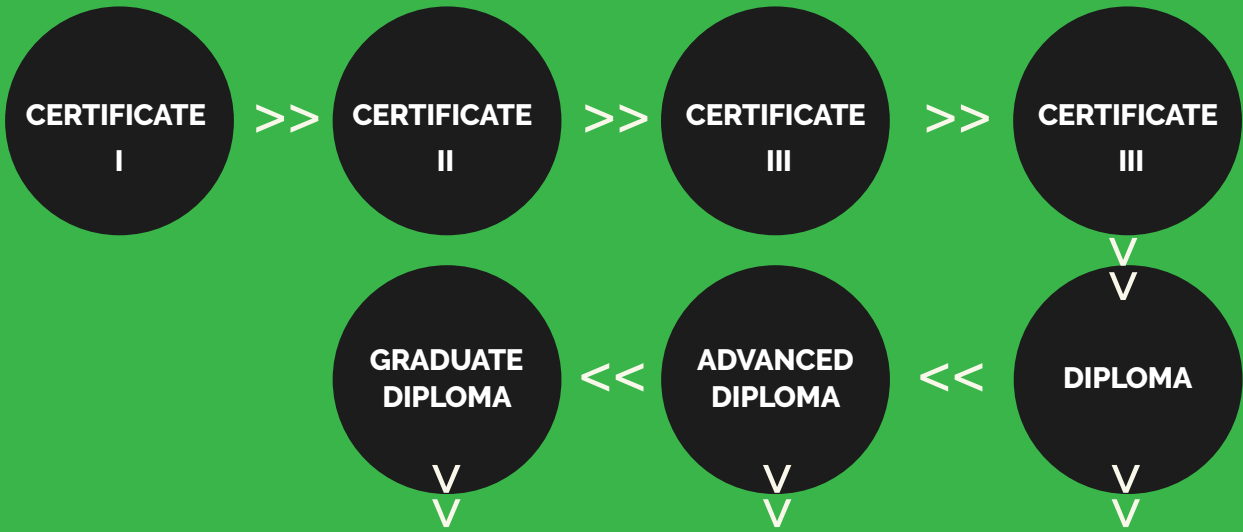 CERTIFICATE
I
>>
CERTIFICATE
II
>>
CERTIFICATE
III
>>
CERTIFICATE
III
>>
DIPLOMA
<<
ADVANCED
DIPLOMA
<<
GRADUATE
DIPLOMA
>>
>>
>>